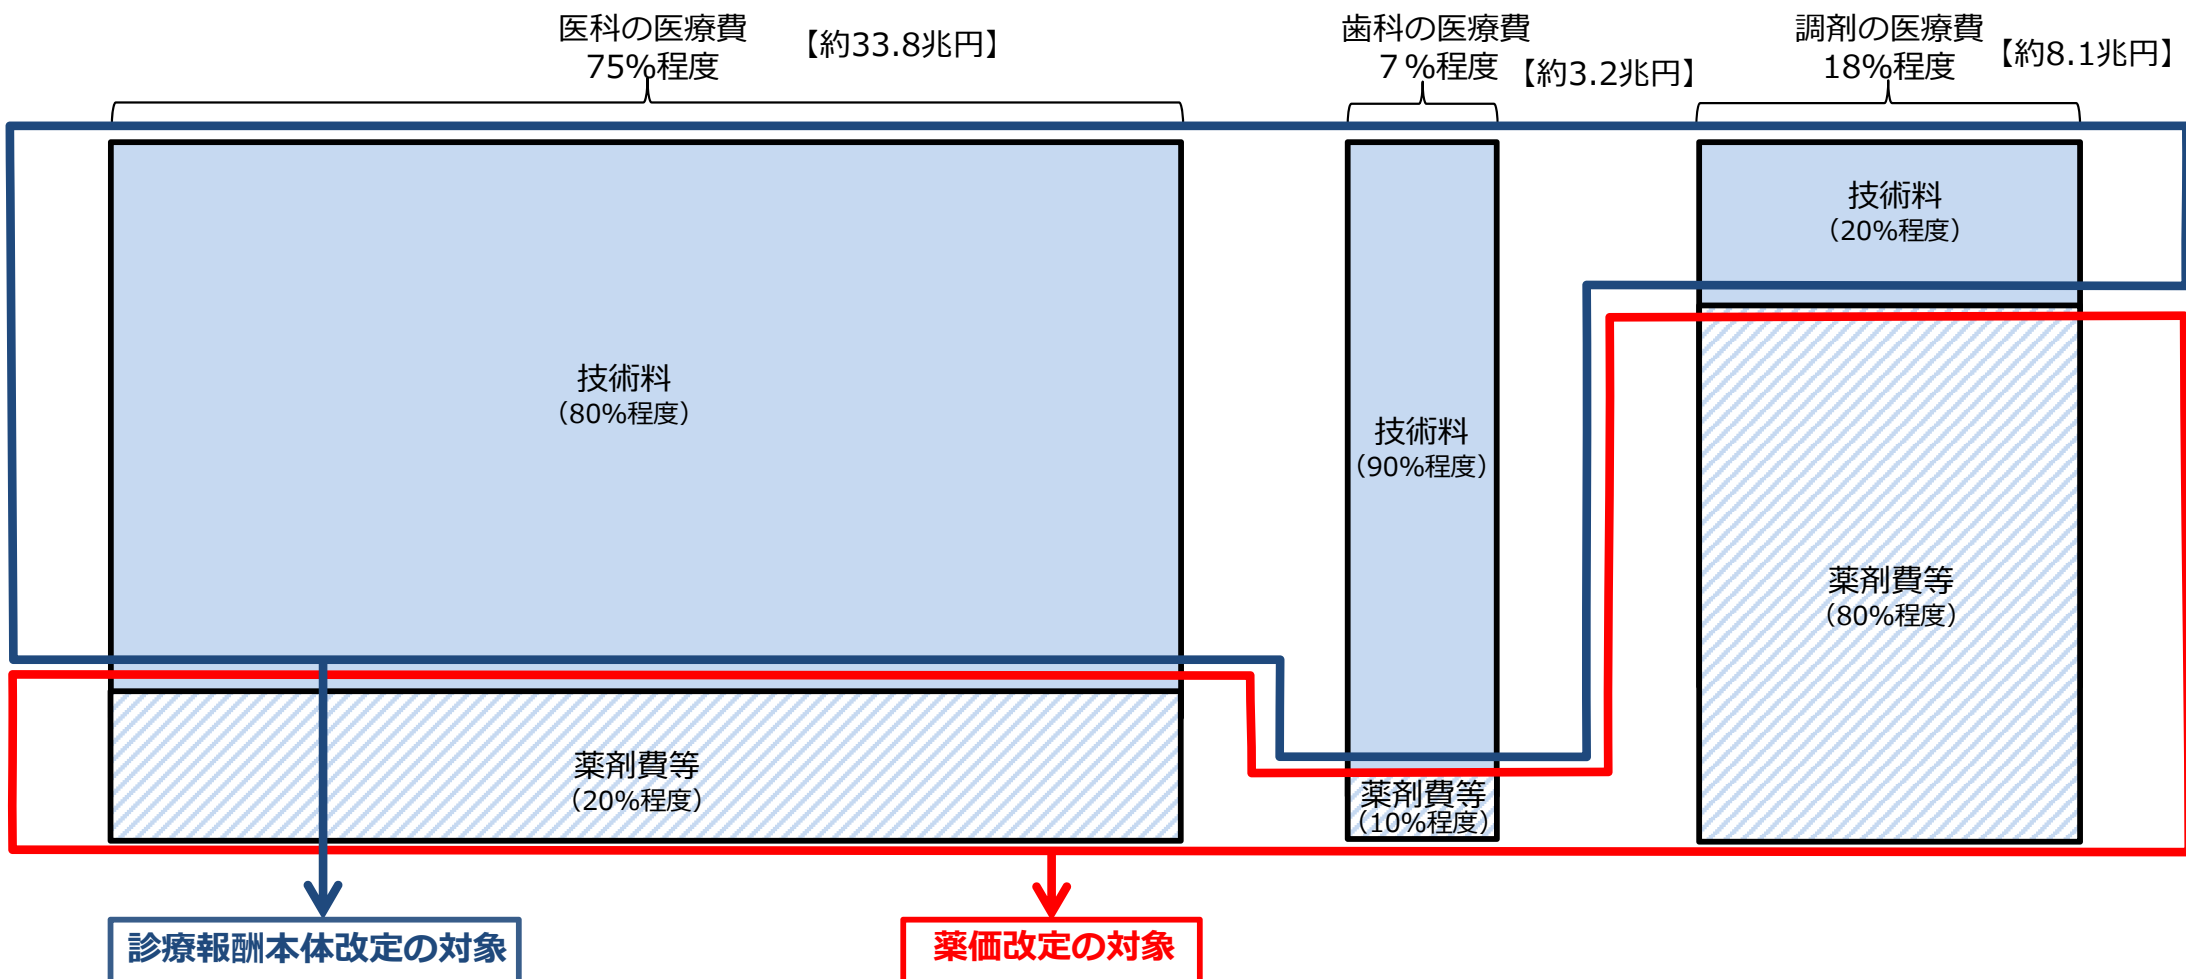 医科の医療費
75%程度
【約33.8兆円】
歯科の医療費
７%程度
【約3.2兆円】
調剤の医療費
18%程度
【約8.1兆円】
技術料
（80%程度）
薬剤費等
（20%程度）
技術料
（90%程度）
薬剤費等
（10%程度）
技術料
（20%程度）
薬剤費等
（80%程度）
診療報酬本体改定の対象
薬価改定の対象